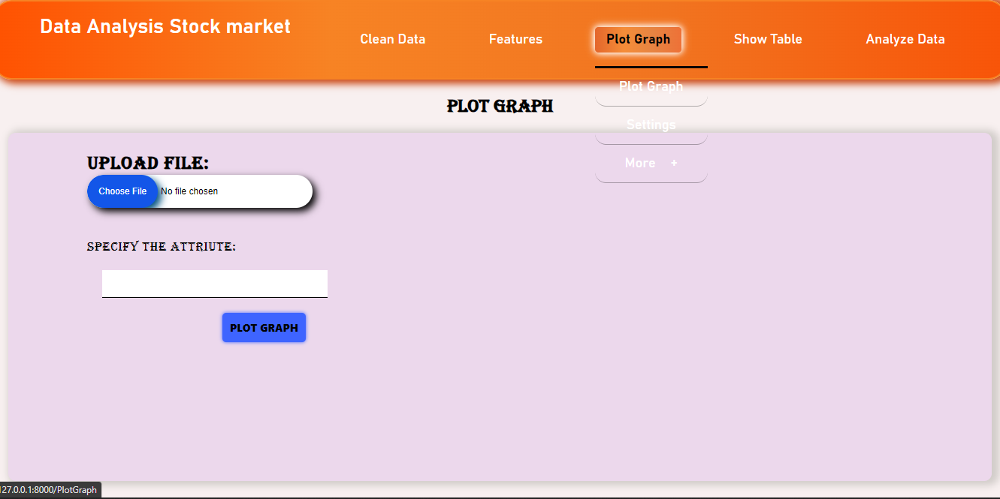 Data Analysis Stock market
Clean Data
Features
Plot Graph
Show Table
Analyze Data
Plot Graph
Settings
More +
PLOT GRAPH
UPLOAD FILE:
Choose File No file chosen
SPECIFY THE ATTRIUTE:
PLOT GRAPH
127.0.0.1:8000/PlotGraph